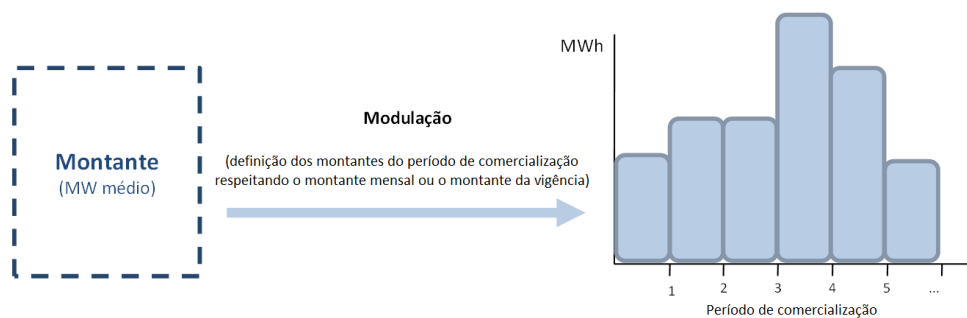 Montante
(MW médio)
Modulação
(definição dos montantes do período de comercialização
respeitando o montante mensal ou o montante da vigência)
MWh
1 2 3 4 5 ...
Período de comercialização